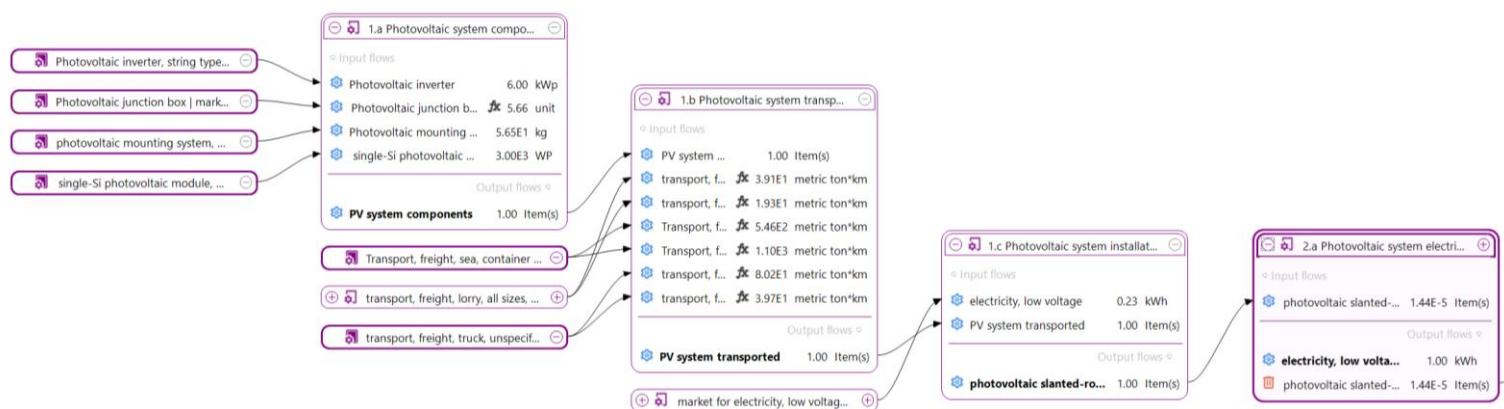 Photovoltaic inverter, string type...
Photovoltaic junction box | mark...
photovoltaic mounting system, ...
single-Si photovoltaic module, ...
1.a Photovoltaic system compo...
Input flows
Photovoltaic inverter 6.00 kWp
Photovoltaic junction b... fx 5.66 unit
Photovoltaic mounting ... 5.65E1 kg
single-Si photovoltaic ... 3.00E3 WP
Output flows
PV system components 1.00 Item(s)
Transport, freight, sea, container ...
transport, freight, lorry, all sizes, ...
transport, freight, truck, unspecif...
1.b Photovoltaic system transp...
Input flows
PV system ... 1.00 Item(s)
transport, f... fx 3.91E1 metric ton*km
transport, f... fx 1.93E1 metric ton*km
Transport, f... fx 5.46E2 metric ton*km
Transport, f... fx 1.10E3 metric ton*km
transport, f... fx 8.02E1 metric ton*km
transport, f... fx 3.97E1 metric ton*km
Output flows
PV system transported 1.00 Item(s)
market for electricity, low voltag...
1.c Photovoltaic system installat...
Input flows
electricity, low voltage 0.23 kWh
PV system transported 1.00 Item(s)
Output flows
photovoltaic slanted-ro... 1.00 Item(s)
2.a Photovoltaic system electri...
Input flows
photovoltaic slanted-... 1.44E-5 Item(s)
Output flows
electricity, low volta... 1.00 kWh
photovoltaic slanted-... 1.44E-5 Item(s)